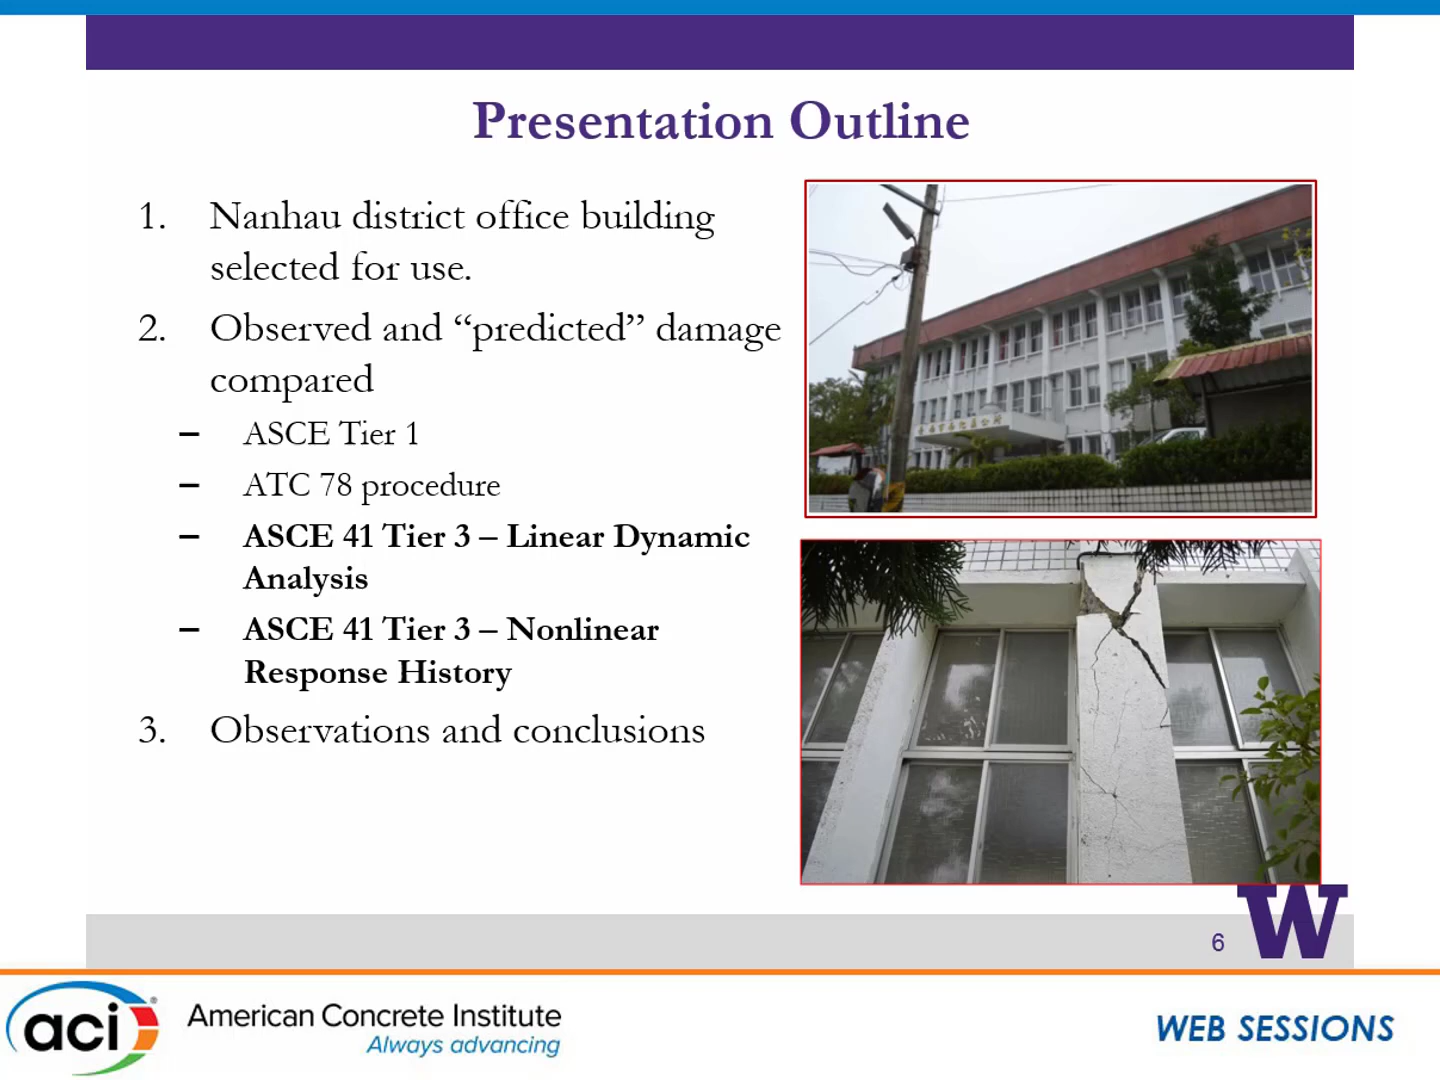 Presentation Outline
1. Nanhau district office building
selected for use.
2. Observed and “predicted” damage
compared
– ASCE Tier 1
– ATC 78 procedure
– ASCE 41 Tier 3 – Linear Dynamic
Analysis
– ASCE 41 Tier 3 – Nonlinear
Response History
3. Observations and conclusions
6
W
aci®
American Concrete Institute
Always advancing
WEB SESSIONS